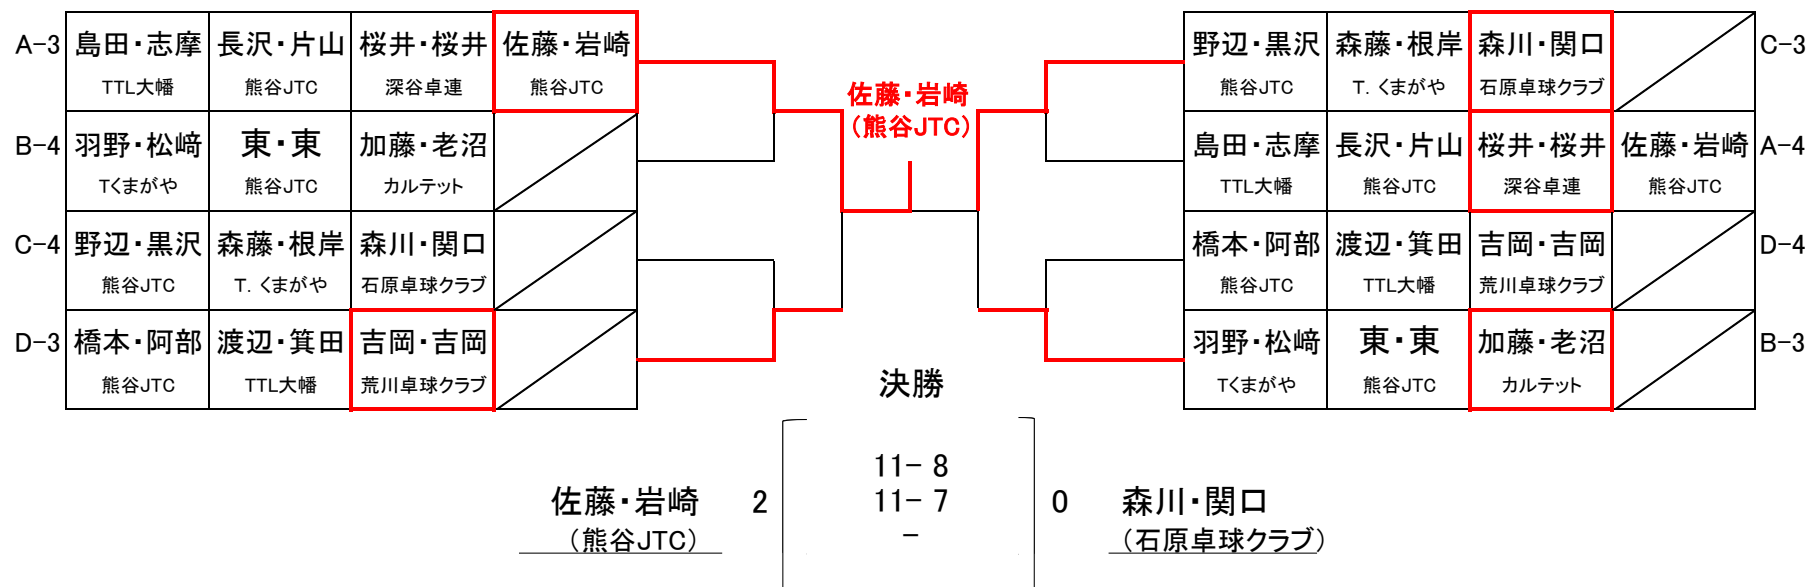 A-3 島田・志摩 長沢・片山 桜井・桜井 佐藤・岩崎
TTL大幡 熊谷JTC 深谷卓連 熊谷JTC
B-4 羽野・松﨑 東・東 加藤・老沼
Tくまがや 熊谷JTC カルテット
C-4 野辺・黒沢 森藤・根岸 森川・関口
熊谷JTC T. くまがや 石原卓球クラブ
D-3 橋本・阿部 渡辺・箕田 吉岡・吉岡
熊谷JTC TTL大幡 荒川卓球クラブ
佐藤・岩崎
(熊谷JTC)
野辺・黒沢 森藤・根岸 森川・関口 C-3
熊谷JTC T. くまがや 石原卓球クラブ
島田・志摩 長沢・片山 桜井・桜井 佐藤・岩崎 A-4
TTL大幡 熊谷JTC 深谷卓連 熊谷JTC
橋本・阿部 渡辺・箕田 吉岡・吉岡 D-4
熊谷JTC TTL大幡 荒川卓球クラブ
羽野・松﨑 東・東 加藤・老沼 B-3
Tくまがや 熊谷JTC カルテット
決勝
11- 8
佐藤・岩崎 2 11- 7 0 森川・関口
(熊谷JTC) - (石原卓球クラブ)